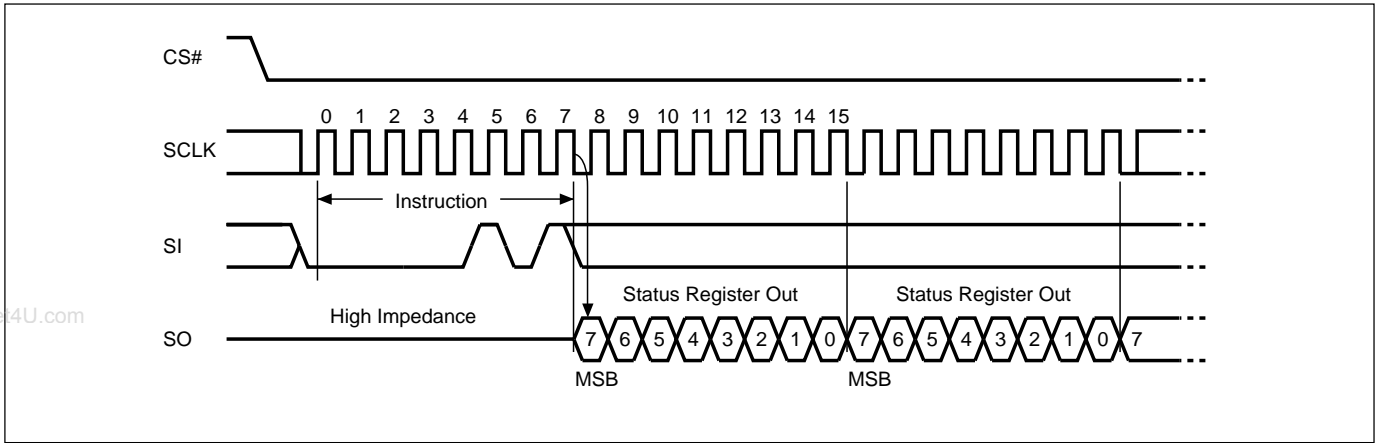 CS#
0 1 2 3 4 5 6 7 8 9 10 11 12 13 14 15
SCLK
Instruction
SI
Status Register Out Status Register Out
High Impedance
et4U.com
SO
7 6 5 4 3 2 1 0 7 6 5 4 3 2 1 0 7
MSB MSB